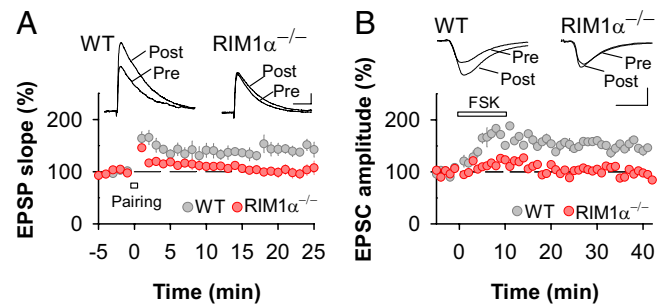 A
WT
RIM1α−/−
Post
Pre
Post
Pre
EPSP slope (%)
200
100
0
Pairing
WT RIM1α−/−
-5 0 5 10 15 20 25
Time (min)
B
WT
RIM1α−/−
Pre
Post
Pre
Post
EPSC amplitude (%)
FSK
200
100
0
WT RIM1α−/−
0 10 20 30 40
Time (min)